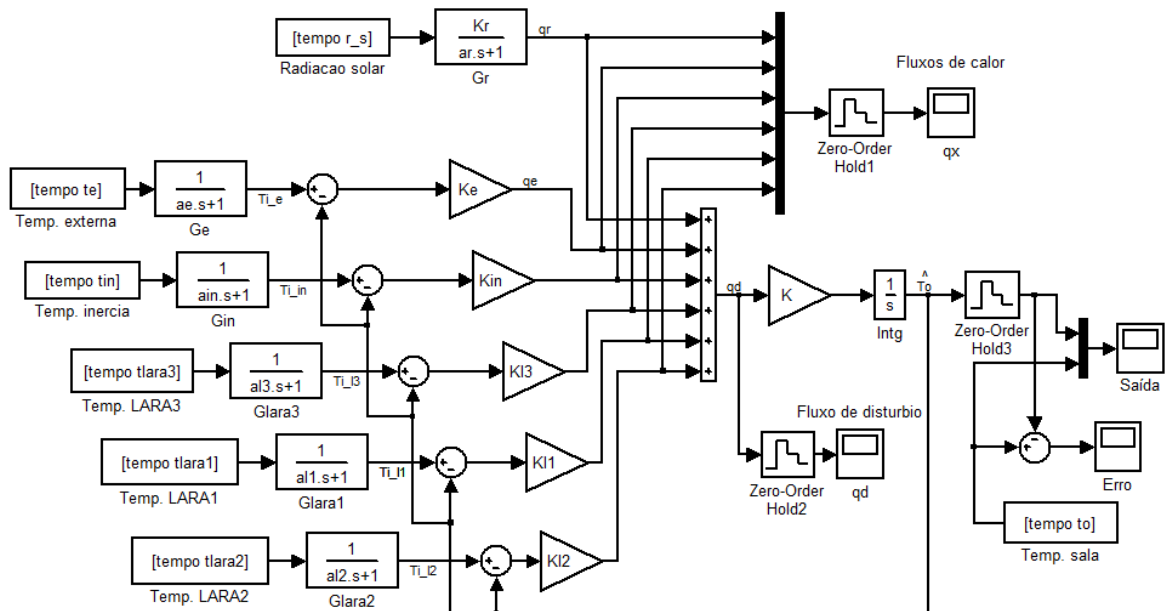 [tempo r_s]
Radiacao solar
Kr
ar.s+1
Gr
qr
Fluxos de calor
Zero-Order
Hold1
qx
[tempo te]
Temp. externa
1
ae.s+1
Ge
Ti_e
+
-
Ke
qe
[tempo tin]
Temp. inercia
1
ain.s+1
Gin
Ti_in
+
-
Kin
+
+
+
+
+
+
qd
K
1
s
Intg
^
To
Zero-Order
Hold3
Saída
[tempo tlara3]
Temp. LARA3
1
al3.s+1
Glara3
Ti_l3
+
-
Kl3
Fluxo de disturbio
Zero-Order
Hold2
qd
+
-
Erro
[tempo to]
Temp. sala
[tempo tlara1]
Temp. LARA1
1
al1.s+1
Glara1
Ti_l1
+
-
Kl1
[tempo tlara2]
Temp. LARA2
1
al2.s+1
Glara2
Ti_l2
+
-
Kl2